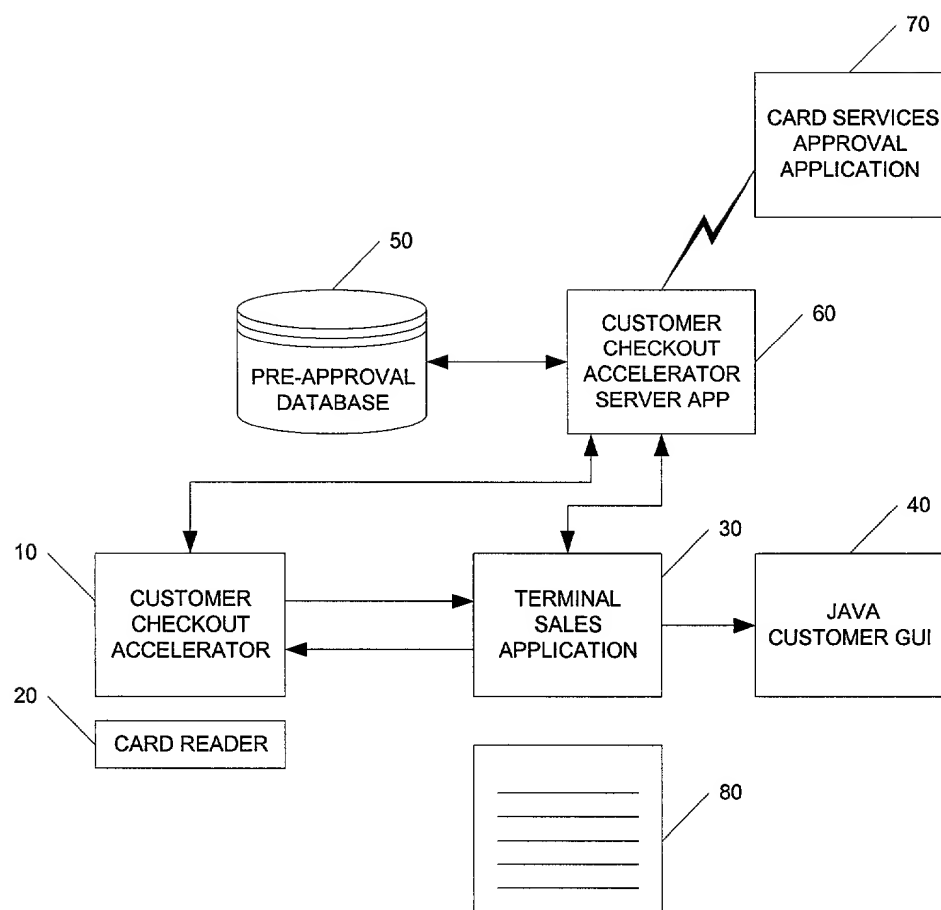 70
CARD SERVICES
APPROVAL
APPLICATION
50
PRE-APPROVAL
DATABASE
CUSTOMER
CHECKOUT
ACCELERATOR
SERVER APP
60
10
CUSTOMER
CHECKOUT
ACCELERATOR
30
TERMINAL
SALES
APPLICATION
40
JAVA
CUSTOMER GUI
20
CARD READER
80